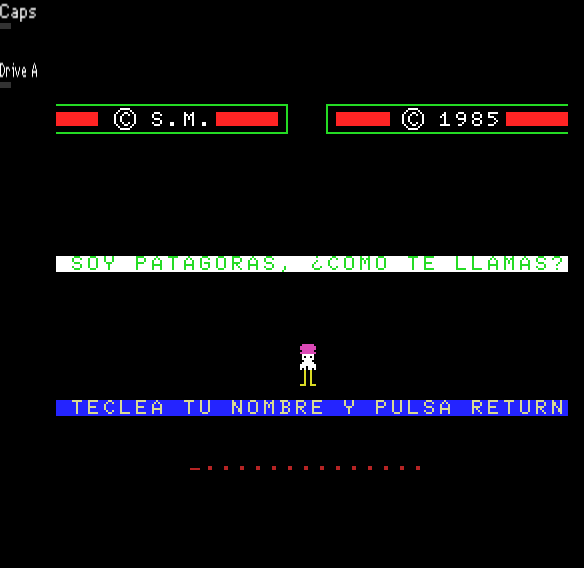 Caps
Drive A
© S.M. © 1985
SOY PATAGORAS, ¿COMO TE LLAMAS?
TECLEA TU NOMBRE Y PULSA RETURN